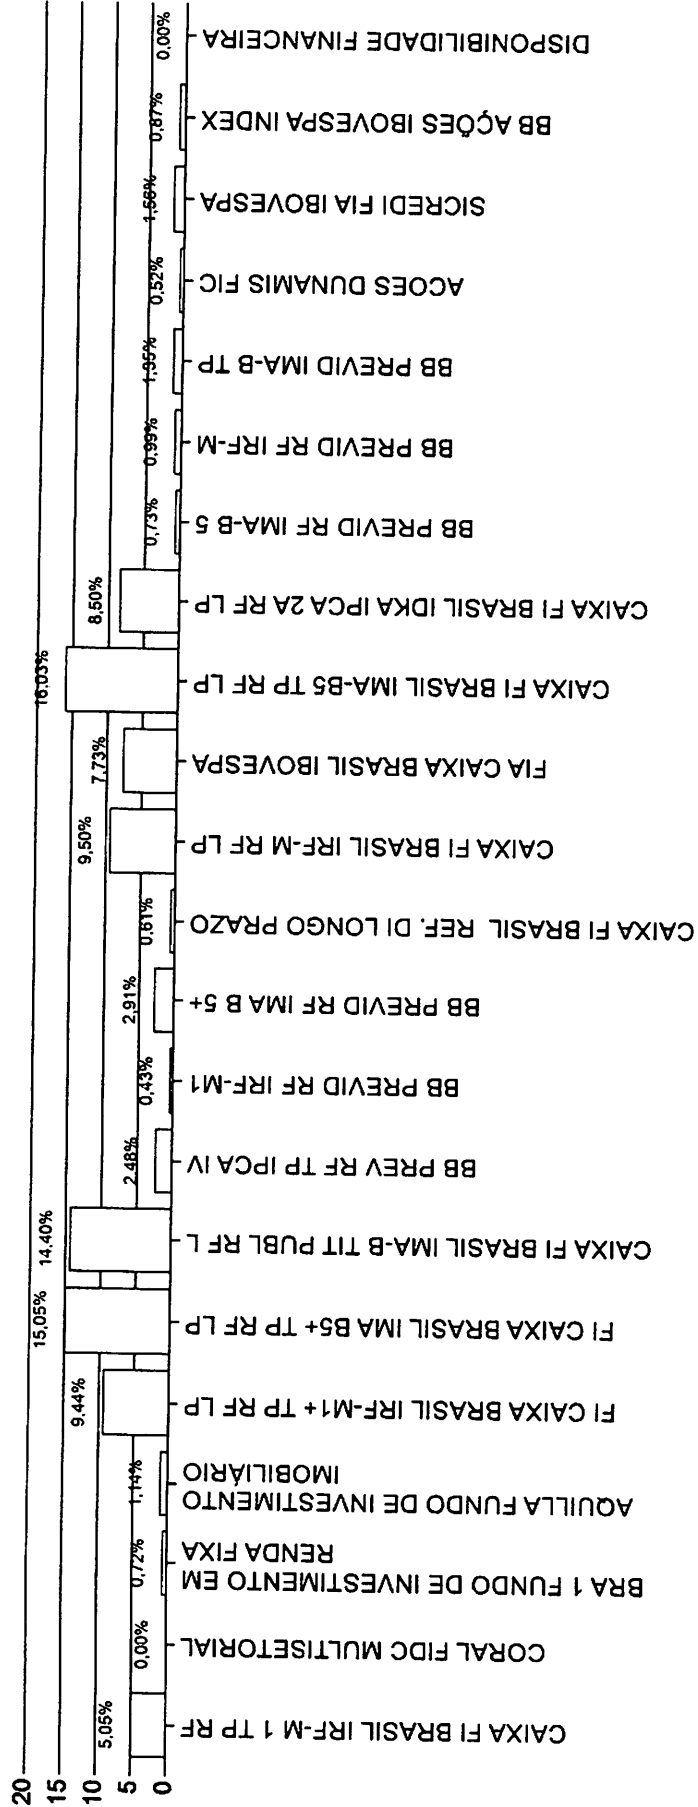 20
15
10
5
0
5,05%
CAIXA FI BRASIL IRF-M 1 TP RF
0,00%
CORAL FIDC MULTISETORIAL
0,72%
BRA 1 FUNDO DE INVESTIMENTO EM
RENDA FIXA
1,14%
AQUILLA FUNDO DE INVESTIMENTO
IMOBILIÁRIO
9,44%
FI CAIXA BRASIL IRF-M1+ TP RF LP
15,05%
FI CAIXA BRASIL IMA B5+ TP RF LP
14,40%
CAIXA FI BRASIL IMA-B TIT PUBL RF L
2,48%
BB PREV RF TP IPCA IV
0,43%
BB PREVID RF IRF-M1
2,91%
BB PREVID RF IMA B 5+
0,61%
CAIXA FI BRASIL REF. DI LONGO PRAZO
9,50%
CAIXA FI BRASIL IRF-M RF LP
7,73%
FIA CAIXA BRASIL IBOVESPA
16,03%
CAIXA FI BRASIL IMA-B5 TP RF LP
8,50%
CAIXA FI BRASIL IDKA IPCA 2A RF LP
0,73%
BB PREVID RF IMA-B 5
0,99%
BB PREVID RF IRF-M
1,35%
BB PREVID IMA-B TP
0,52%
ACOES DUNAMIS FIC
1,56%
SICREDI FIA IBOVESPA
0,87%
BB AÇÕES IBOVESPA INDEX
0,00%
DISPONIBILIDADE FINANCEIRA